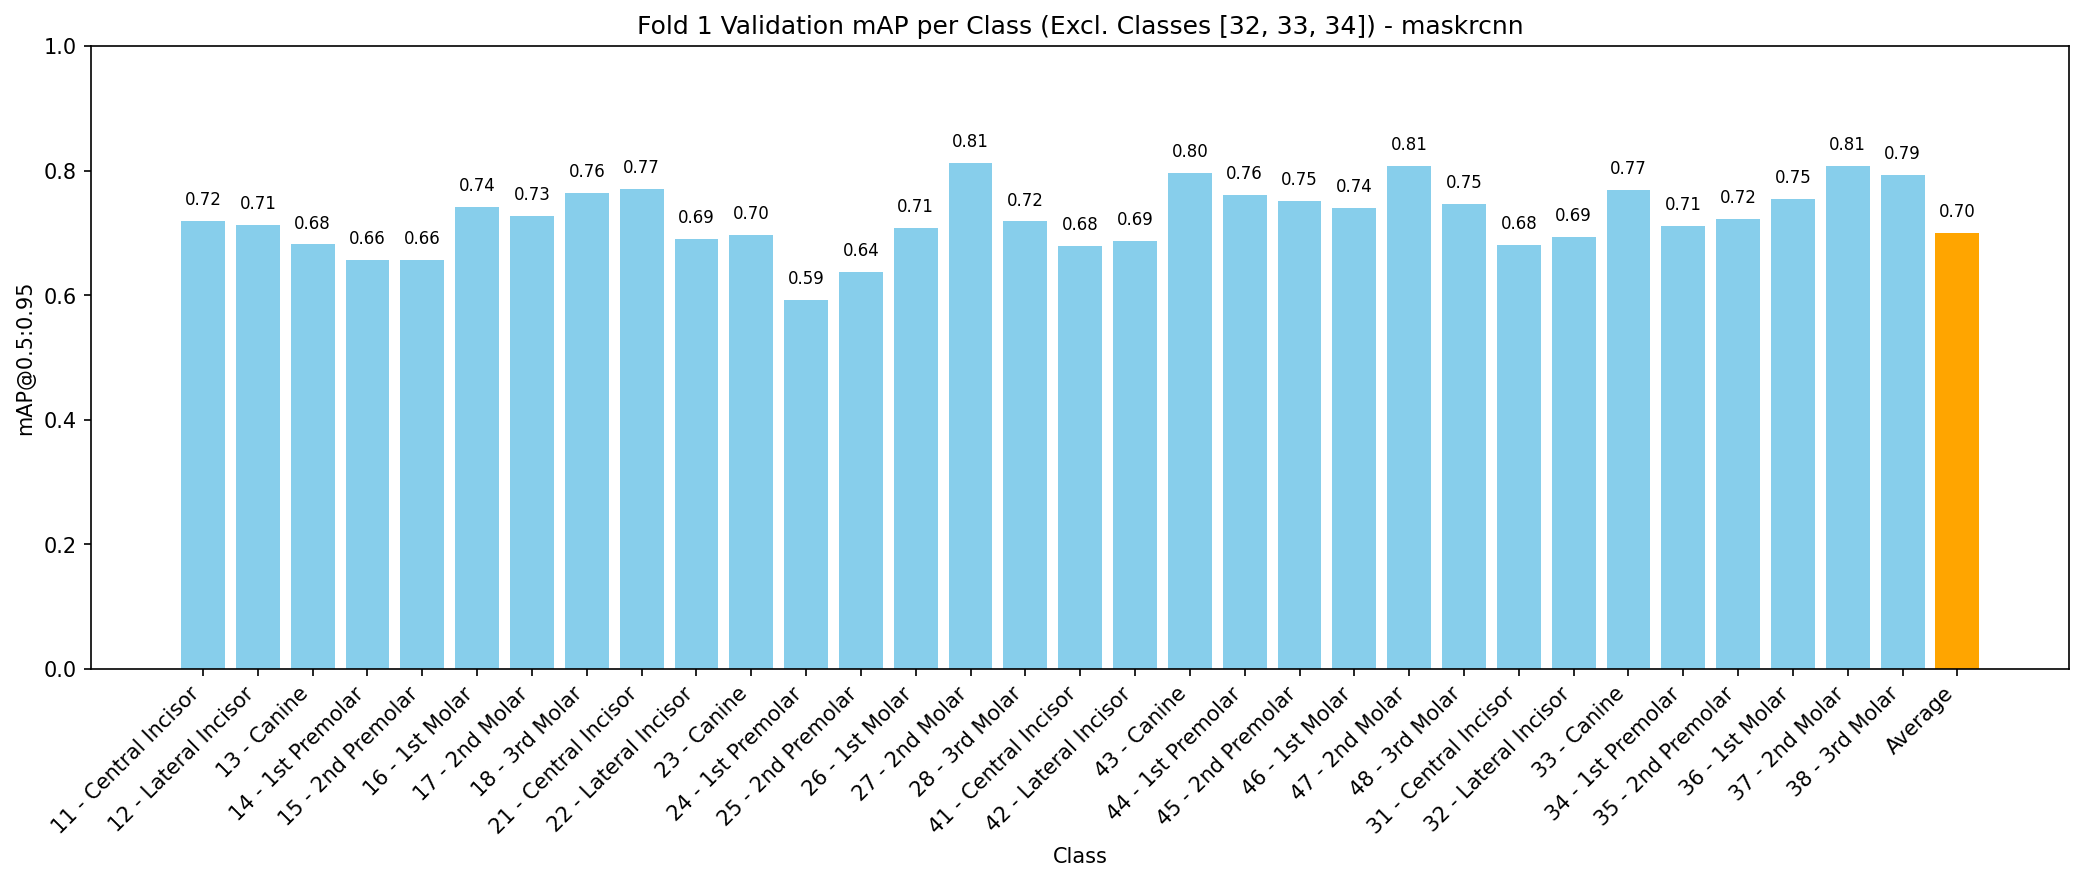 Fold 1 Validation mAP per Class (Excl. Classes [32, 33, 34]) - maskrcnn
mAP@0.5:0.95
1.0
0.8
0.6
0.4
0.2
0.0
0.72
0.71
0.68
0.66
0.66
0.74
0.73
0.76
0.77
0.69
0.70
0.59
0.64
0.71
0.81
0.72
0.68
0.69
0.80
0.76
0.75
0.74
0.81
0.75
0.68
0.69
0.77
0.71
0.72
0.75
0.81
0.79
0.70
11 - Central Incisor
12 - Lateral Incisor
13 - Canine
14 - 1st Premolar
15 - 2nd Premolar
16 - 1st Molar
17 - 2nd Molar
18 - 3rd Molar
21 - Central Incisor
22 - Lateral Incisor
23 - Canine
24 - 1st Premolar
25 - 2nd Premolar
26 - 1st Molar
27 - 2nd Molar
28 - 3rd Molar
41 - Central Incisor
42 - Lateral Incisor
43 - Canine
44 - 1st Premolar
45 - 2nd Premolar
46 - 1st Molar
47 - 2nd Molar
48 - 3rd Molar
31 - Central Incisor
32 - Lateral Incisor
33 - Canine
34 - 1st Premolar
35 - 2nd Premolar
36 - 1st Molar
37 - 2nd Molar
38 - 3rd Molar
Average
Class